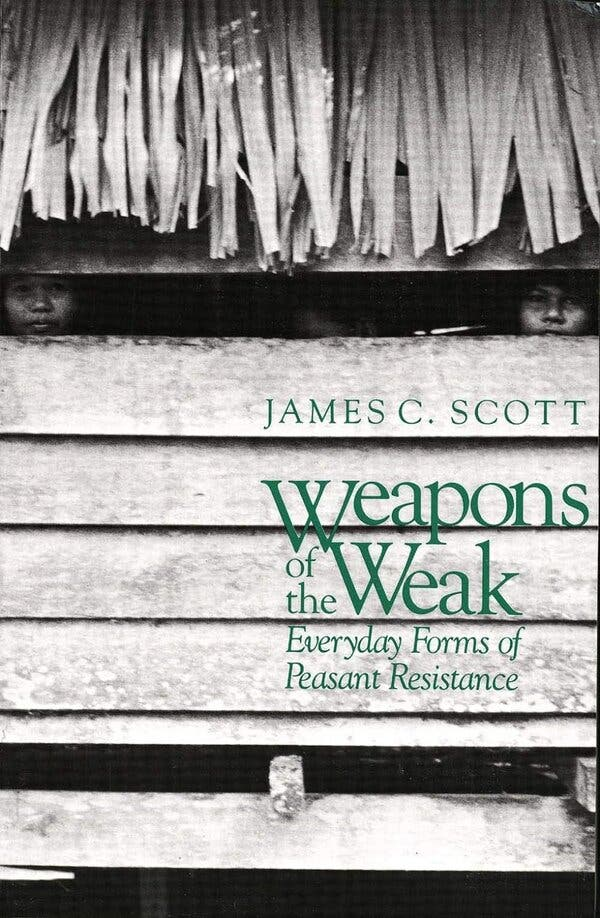 JAMES C. SCOTT
Weapons
of the Weak
Everyday Forms of
Peasant Resistance